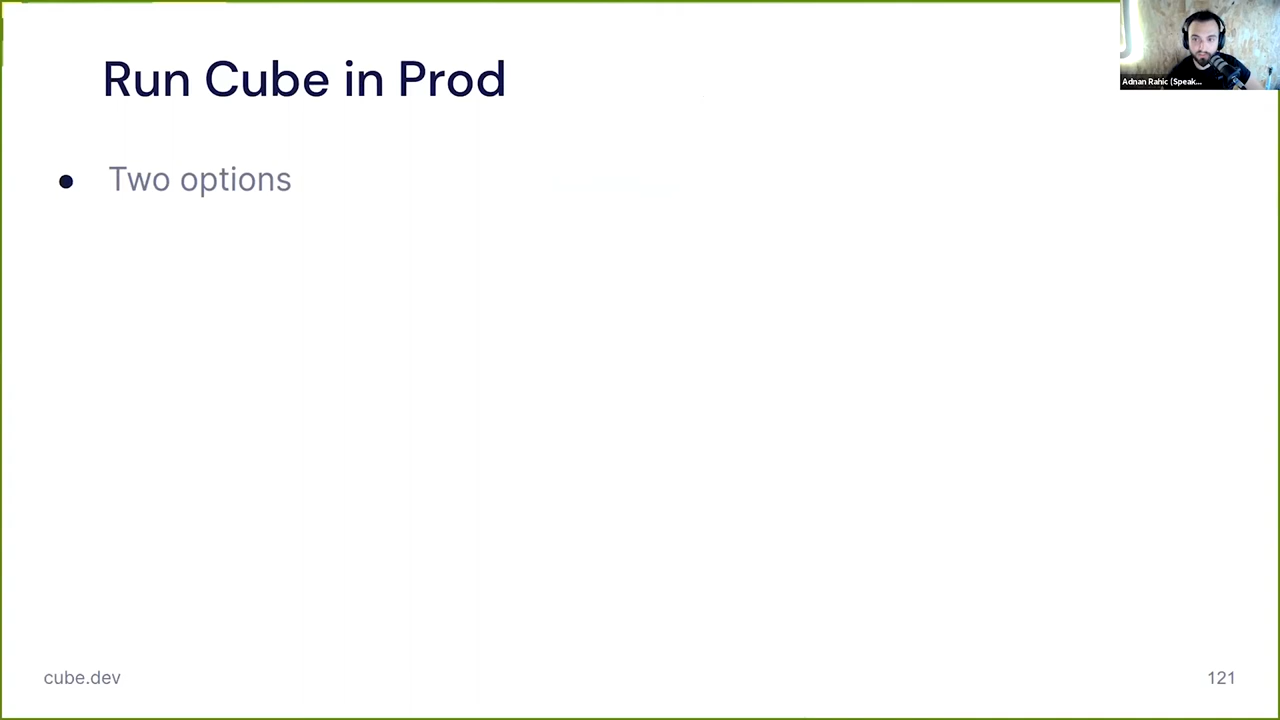 Run Cube in Prod
Adnan Rahic (Speak...
● Two options
cube.dev
121